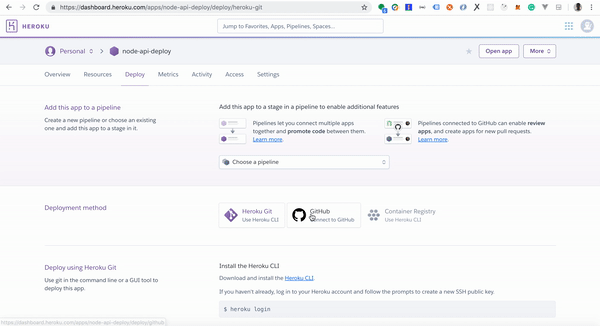 https://dashboard.heroku.com/apps/node-api-deploy/deploy/heroku-git
HEROKU
Jump to Favorites, Apps, Pipelines, Spaces...
Personal
node-api-deploy
Open app
More
Overview
Resources
Deploy
Metrics
Activity
Access
Settings
Add this app to a pipeline
Create a new pipeline or choose an existing
one and add this app to a stage in it.
Add this app to a stage in a pipeline to enable additional features
Pipelines let you connect multiple apps
together and promote code between them.
Learn more.
Pipelines connected to GitHub can enable review
apps, and create apps for new pull requests.
Learn more.
Choose a pipeline
Deployment method
Heroku Git
Use Heroku CLI
GitHub
Connect to GitHub
Container Registry
Use Heroku CLI
Deploy using Heroku Git
Use git in the command line or a GUI tool to
deploy this app.
Install the Heroku CLI
Download and install the Heroku CLI.
If you haven't already, log in to your Heroku account and follow the prompts to create a new SSH public key.
$ heroku login
https://dashboard.heroku.com/apps/node-api-deploy/deploy/github